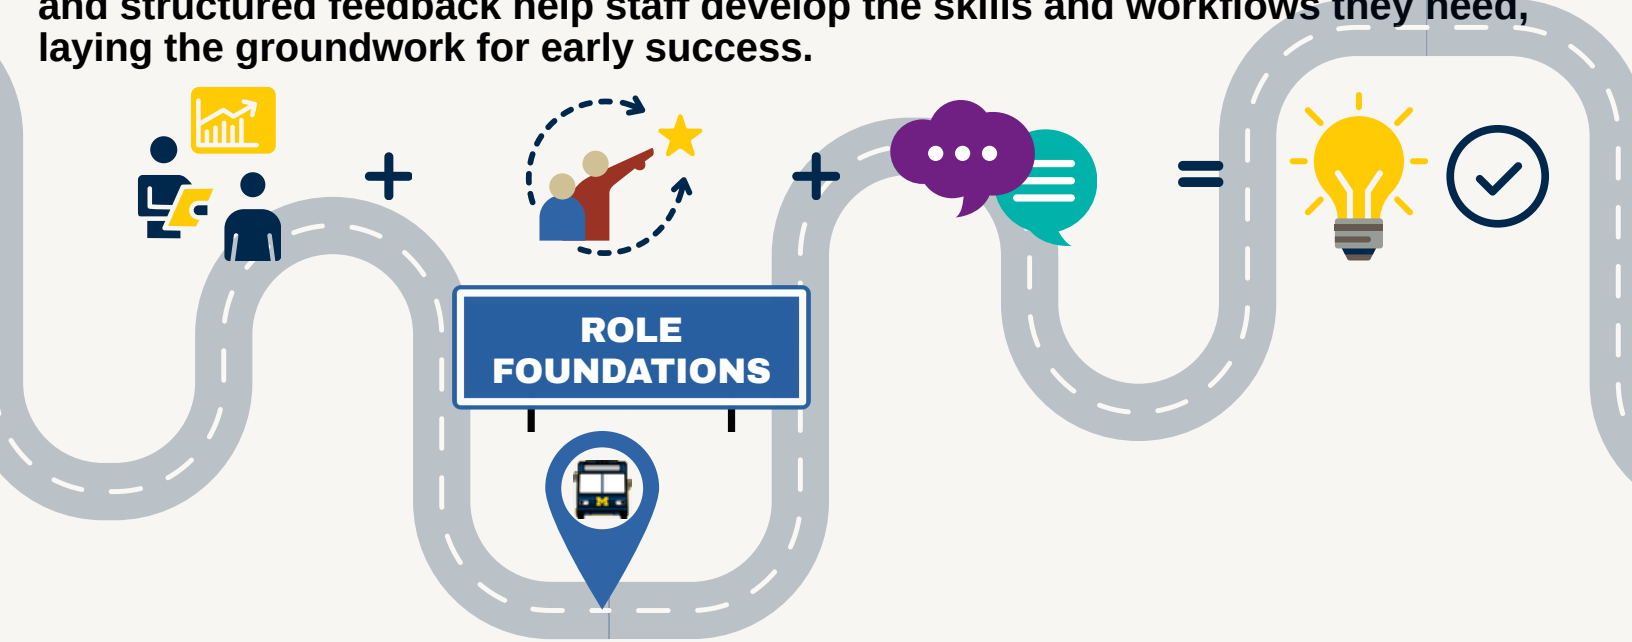 and structured feedback help staff develop the skills and workflows they need,
laying the groundwork for early success.
ROLE
FOUNDATIONS
M